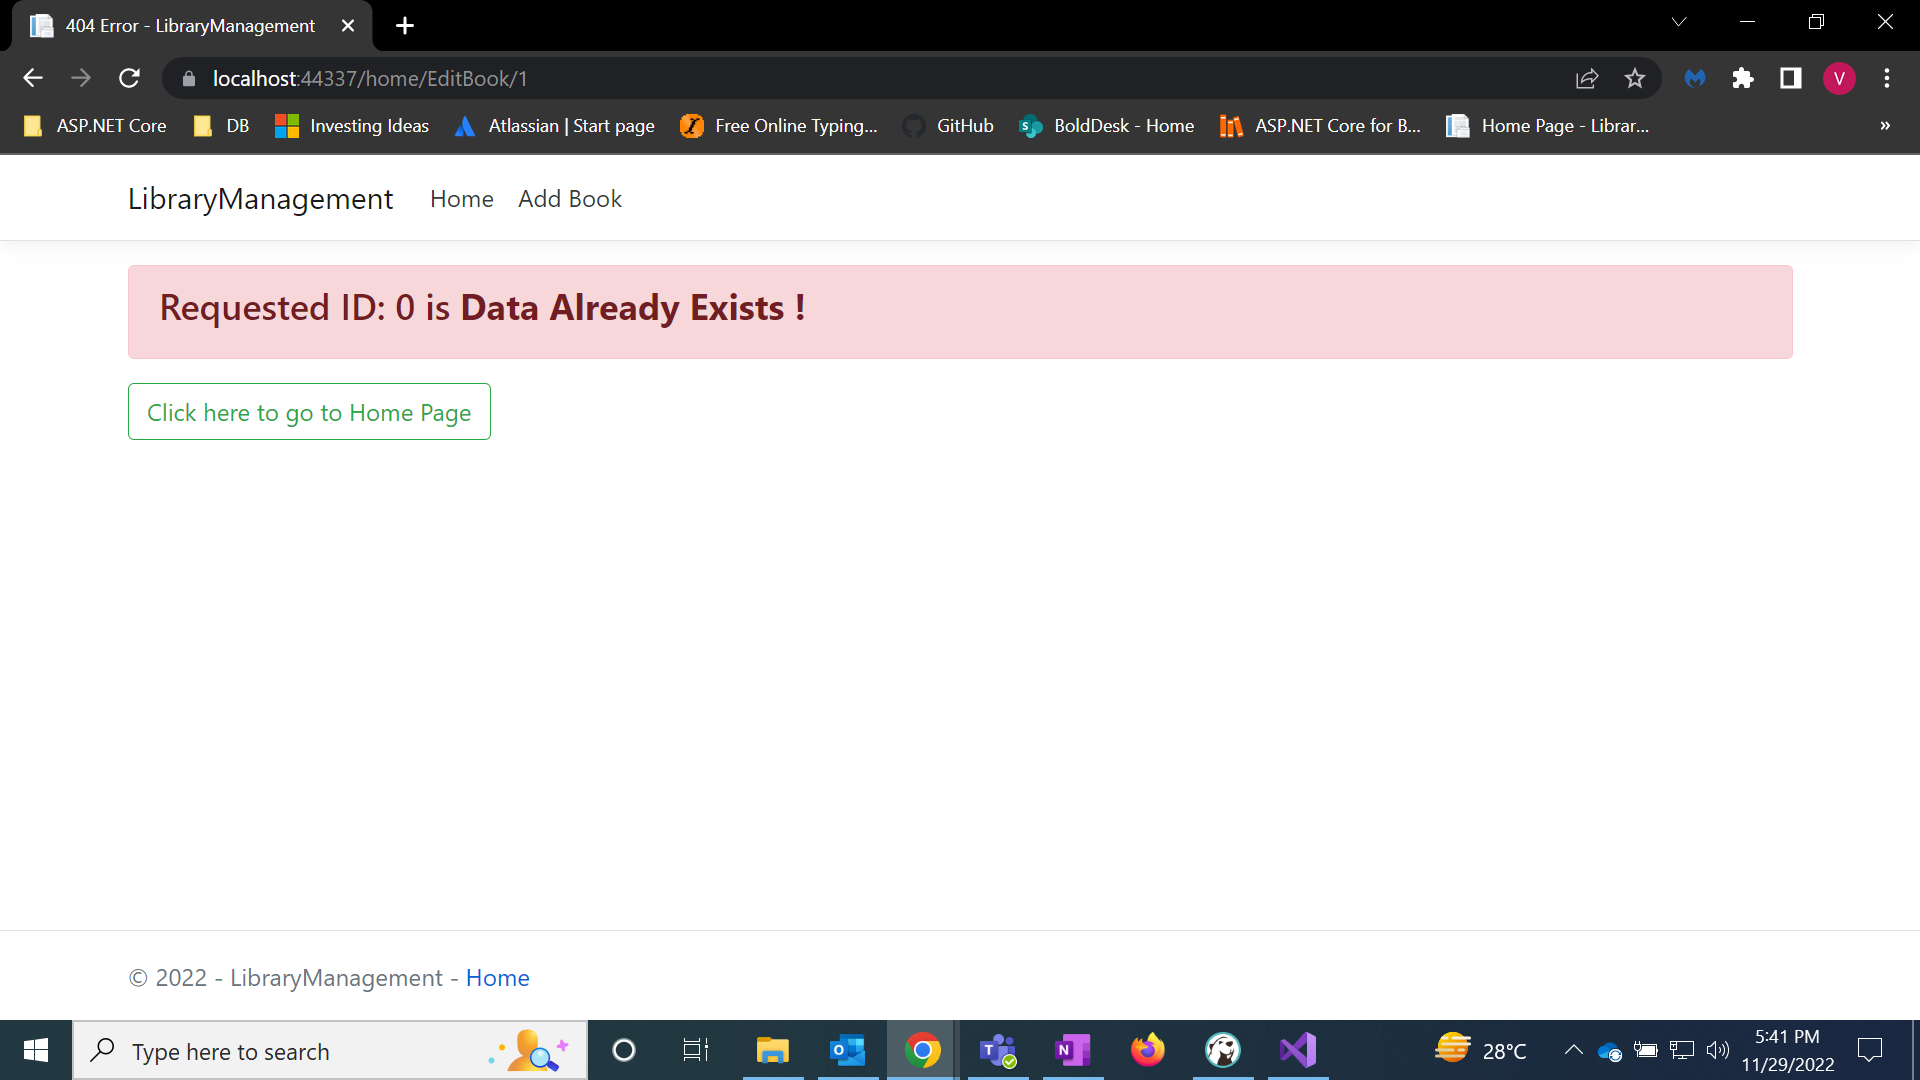 404 Error - LibraryManagement
localhost:44337/home/EditBook/1
V
ASP.NET Core
DB
Investing Ideas
Atlassian | Start page
Free Online Typing...
GitHub
BoldDesk - Home
ASP.NET Core for B...
Home Page - Librar...
»
LibraryManagement
Home
Add Book
Requested ID: 0 is Data Already Exists !
Click here to go to Home Page
© 2022 - LibraryManagement - Home
Type here to search
28°C
5:41 PM
11/29/2022